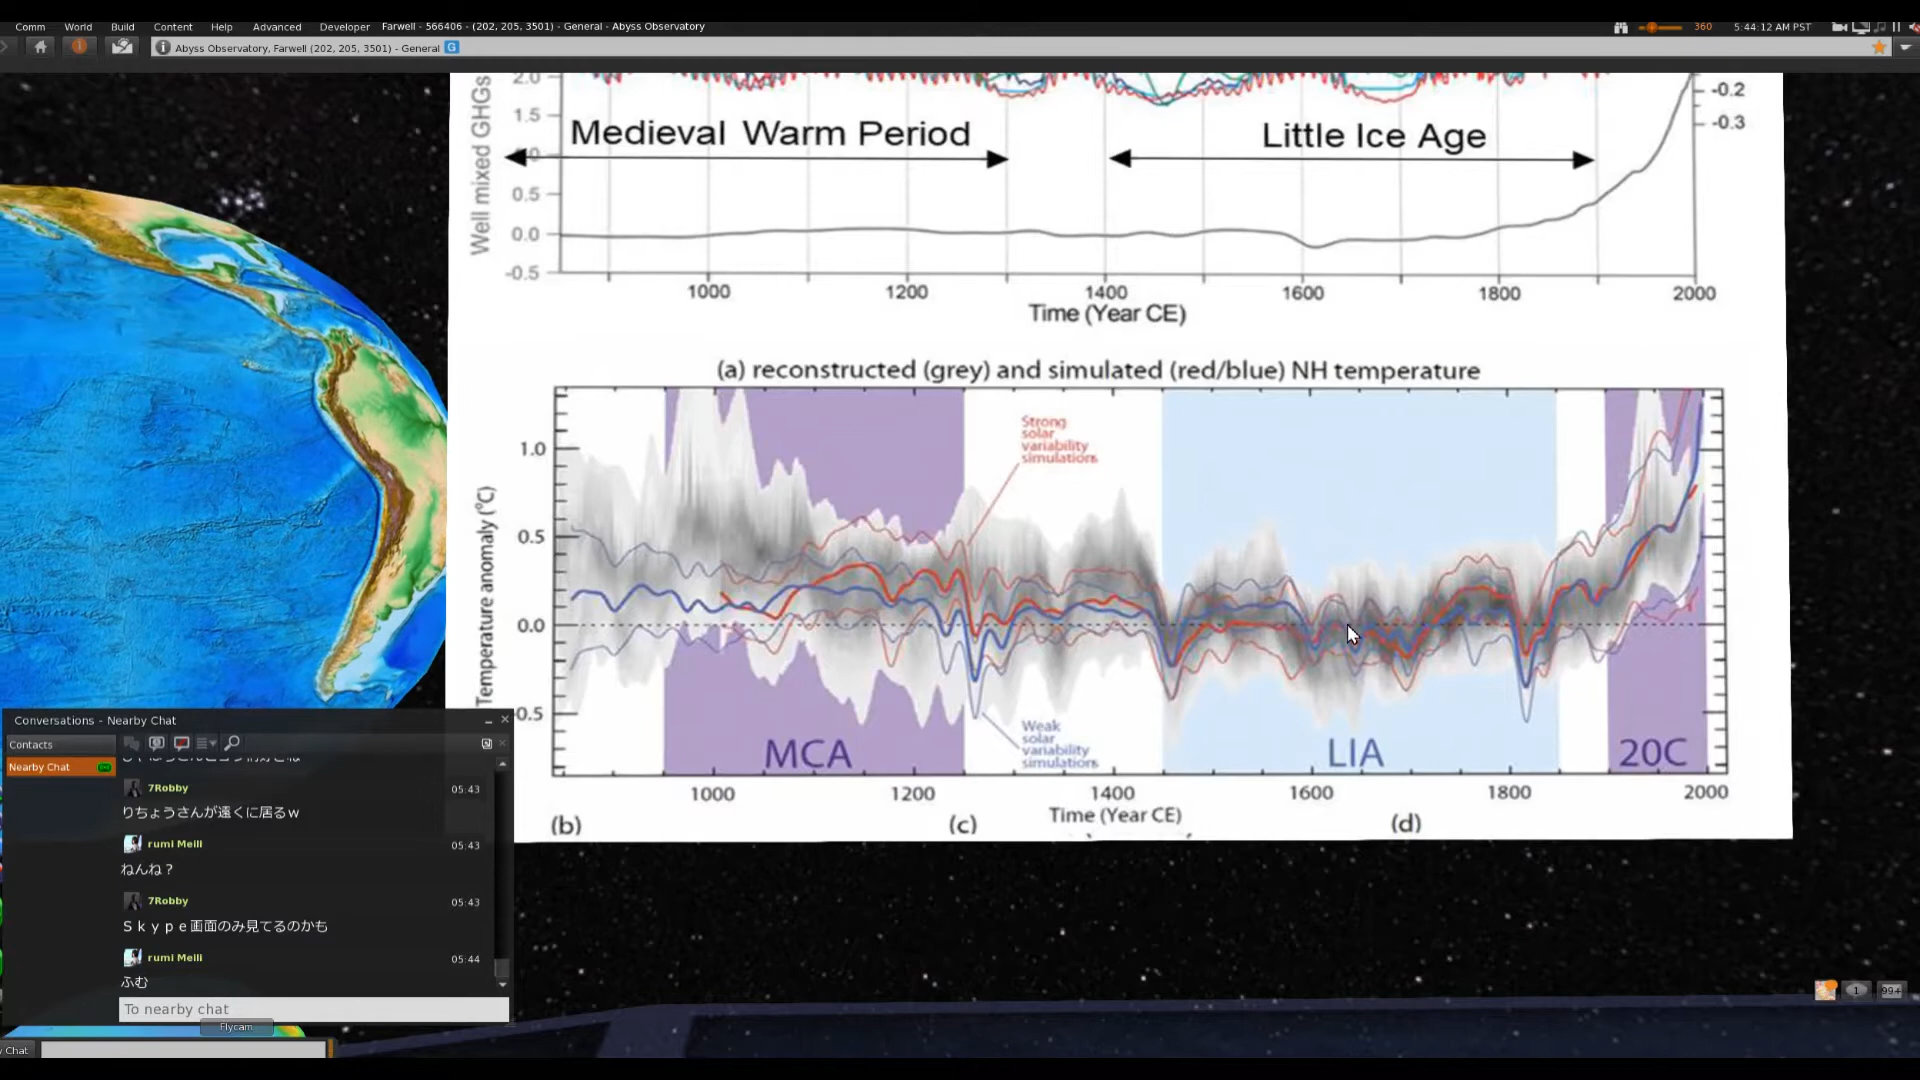 Comm World Build Content Help Advanced Developer Farwell - 566406 - (202, 205, 3501) - General - Abyss Observatory 360 5:44:12 AM PST
Abyss Observatory, Farwell (202, 205, 3501) - General G
Well mixed GHGs
2.0
1.5
0.5
0.0
-0.5
-0.2
-0.3
Medieval Warm Period
Little Ice Age
1000 1200 1400 1600 1800 2000
Time (Year CE)
(a) reconstructed (grey) and simulated (red/blue) NH temperature
Temperature anomaly (°C)
1.0
0.5
0.0
0.5
Strong
solar
variability
simulations
Weak
solar
variability
simulations
MCA
LIA
20C
1000 1200 1400 1600 1800 2000
Time (Year CE)
(b) (c) (d)
Conversations - Nearby Chat
Contacts
Nearby Chat
7Robby 05:43
りちょうさんが遠くに居るｗ
rumi Meill 05:43
ねんね？
7Robby 05:43
Ｓｋｙｐｅ画面のみ見てるのかも
rumi Meill 05:44
ふむ
To nearby chat
Flycam
y Chat
1
99+